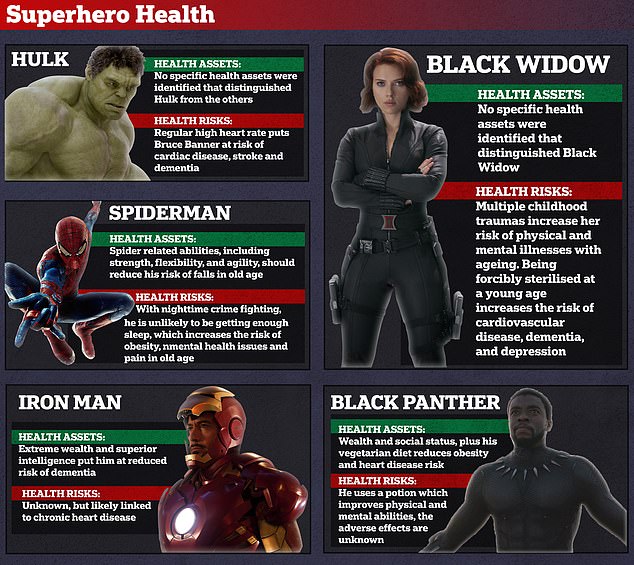 Superhero Health
HULK
HEALTH ASSETS:
No specific health assets were
identified that distinguished
Hulk from the others
HEALTH RISKS:
Regular high heart rate puts
Bruce Banner at risk of
cardiac disease, stroke and
dementia
SPIDERMAN
HEALTH ASSETS:
Spider related abilities, including
strength, flexibility, and agility, should
reduce his risk of falls in old age
HEALTH RISKS:
With nighttime crime fighting,
he is unlikely to be getting enough
sleep, which increases the risk of
obesity, nmental health issues and
pain in old age
IRON MAN
HEALTH ASSETS:
Extreme wealth and superior
intelligence put him at reduced
risk of dementia
HEALTH RISKS:
Unknown, but likely linked
to chronic heart disease
BLACK WIDOW
HEALTH ASSETS:
No specific health
assets were
identified that
distinguished Black
Widow
HEALTH RISKS:
Multiple childhood
traumas increase her
risk of physical and
mental illnesses with
ageing. Being
forcibly sterilised at
a young age
increases the risk of
cardiovascular
disease, dementia,
and depression
BLACK PANTHER
HEALTH ASSETS:
Wealth and social status, plus his
vegetarian diet reduces obesity
and heart disease risk
HEALTH RISKS:
He uses a potion which
improves physical and
mental abilities, the
adverse effects are
unknown